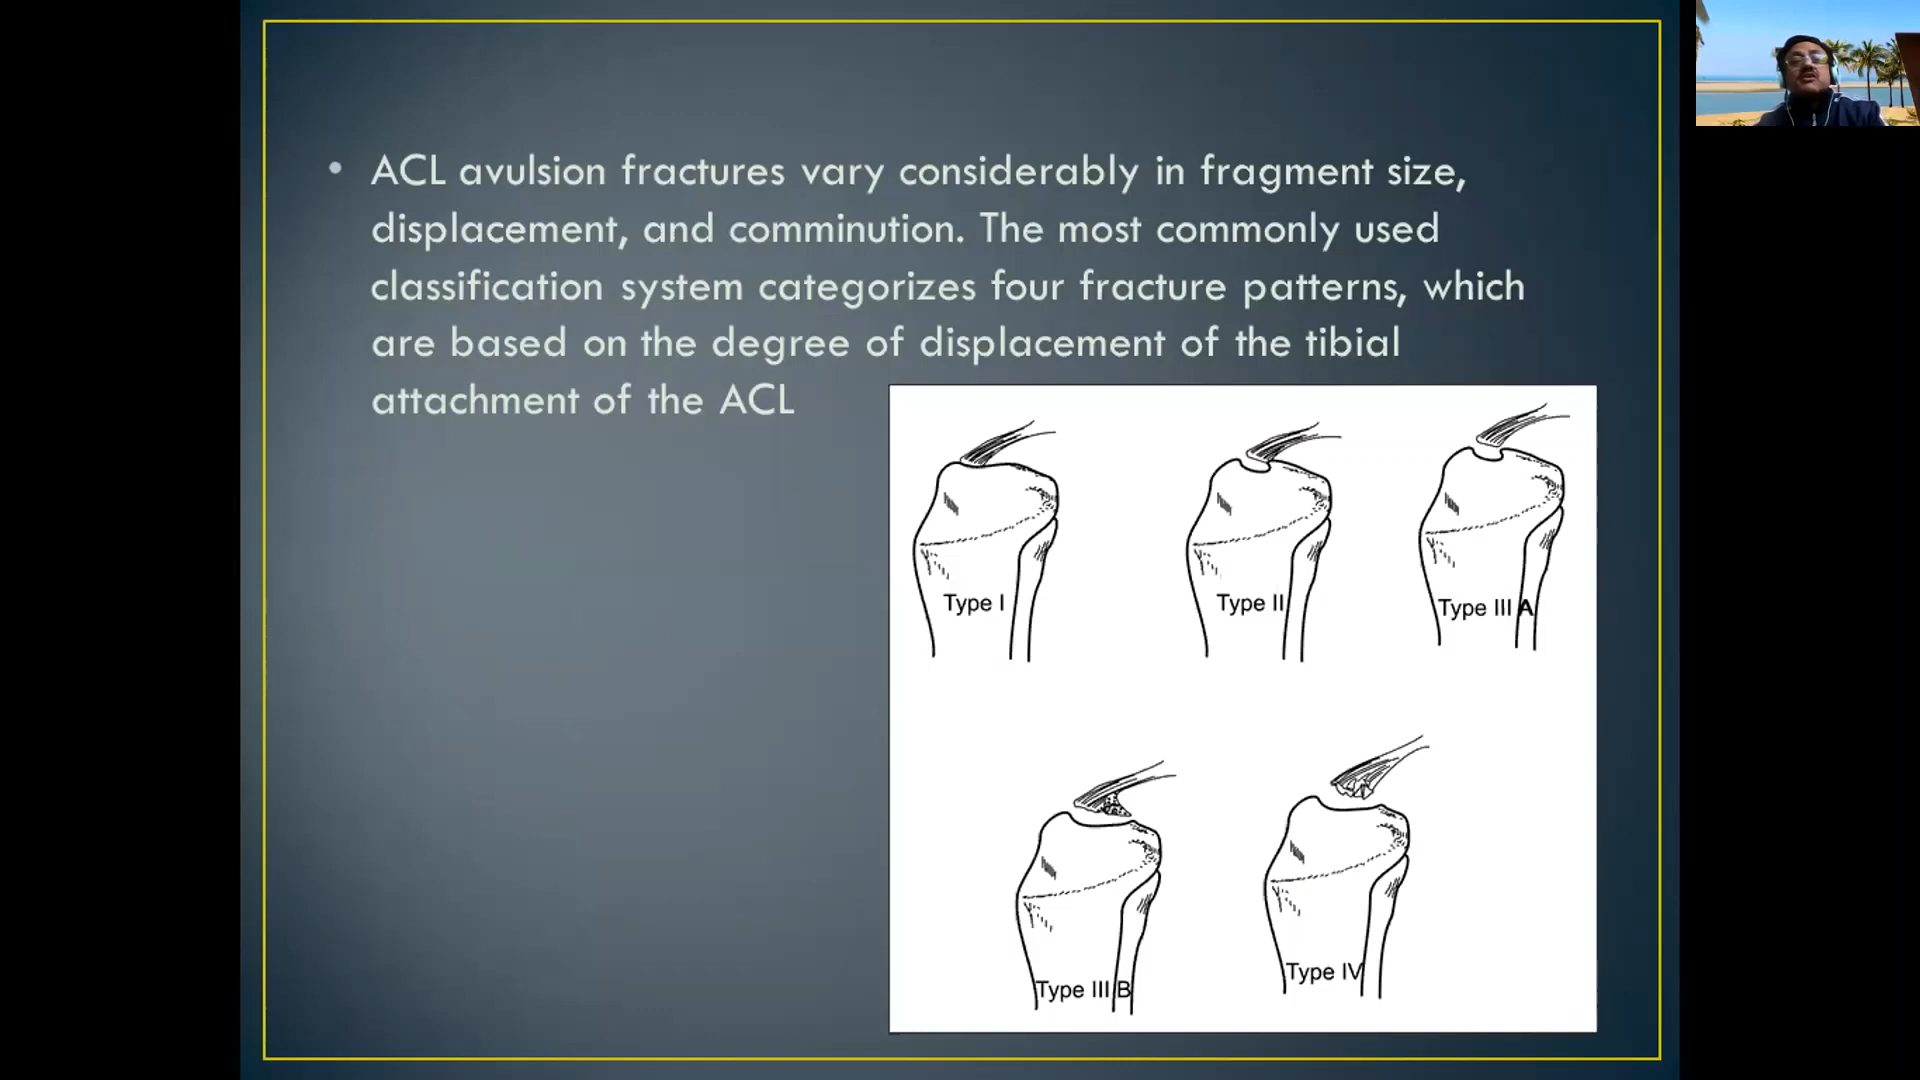 • ACL avulsion fractures vary considerably in fragment size,
displacement, and comminution. The most commonly used
classification system categorizes four fracture patterns, which
are based on the degree of displacement of the tibial
attachment of the ACL
Type I
Type II
Type III A
Type III B
Type IV